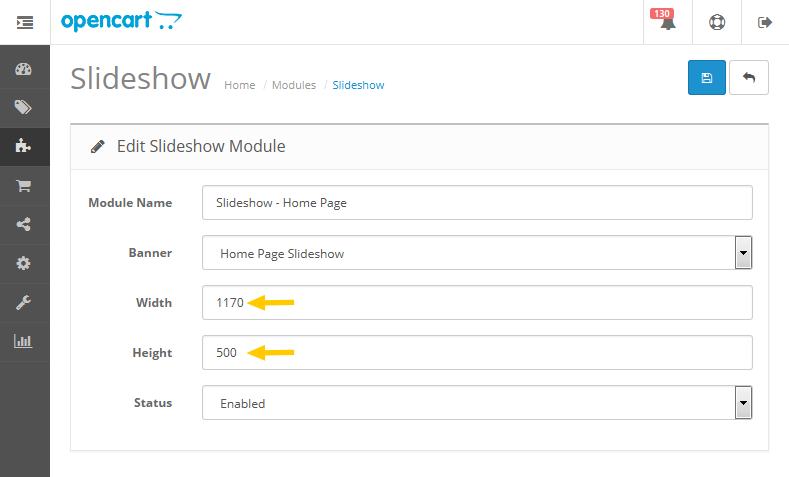 opencart
130
Slideshow
Home / Modules / Slideshow
Edit Slideshow Module
Module Name
Slideshow - Home Page
Banner
Home Page Slideshow
Width
1170
Height
500
Status
Enabled